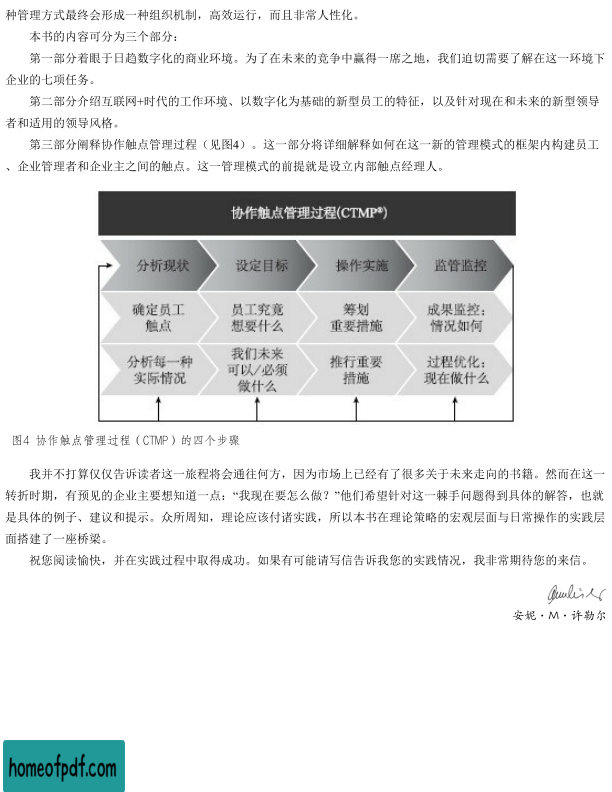 种管理方式最终会形成一种组织机制，高效运行，而且非常人性化。
本书的内容可分为三个部分：
第一部分着眼于日趋数字化的商业环境。为了在未来的竞争中赢得一席之地，我们迫切需要了解在这一环境下
企业的七项任务。
第二部分介绍互联网+时代的工作环境、以数字化为基础的新型员工的特征，以及针对现在和未来的新型领导
者和适用的领导风格。
第三部分阐释协作触点管理过程（见图4）。这一部分将详细解释如何在这一新的管理模式的框架内构建员工
、企业管理者和企业主之间的触点。这一管理模式的前提就是设立内部触点经理人。
协作触点管理过程(CTMP®)
分析现状 设定目标 操作实施 监管监控
确定员工
触点
员工究竟
想要什么
筹划
重要措施
成果监控：
情况如何
分析每一种
实际情况
我们未来
可以/必须
做什么
推行重要
措施
过程优化：
现在做什么
图4 协作触点管理过程（CTMP）的四个步骤
我并不打算仅仅告诉读者这一旅程将会通往何方，因为市场上已经有了很多关于未来走向的书籍。然而在这一
转折时期，有预见的企业主要想知道一点：“我现在要怎么做？”他们希望针对这一棘手问题得到具体的解答，也就
是具体的例子、建议和提示。众所周知，理论应该付诸实践，所以本书在理论策略的宏观层面与日常操作的实践层
面搭建了一座桥梁。
祝您阅读愉快，并在实践过程中取得成功。如果有可能请写信告诉我您的实践情况，我非常期待您的来信。
安妮·M·许勒尔
homeofpdf.com